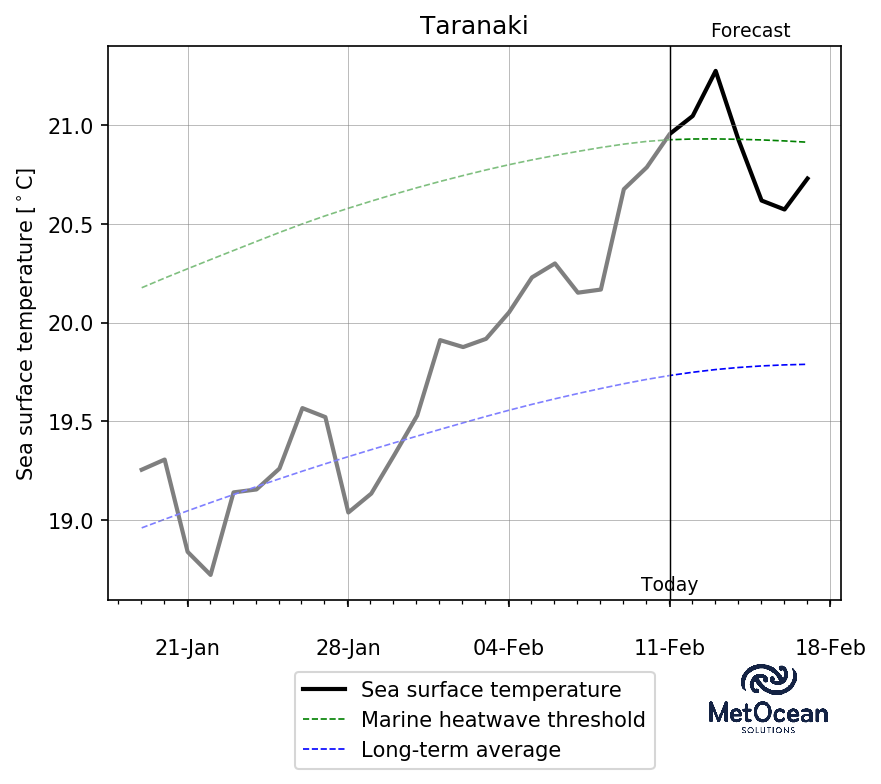 Taranaki
Forecast
Sea surface temperature [°C]
21.0
20.5
20.0
19.5
19.0
Today
21-Jan 28-Jan 04-Feb 11-Feb 18-Feb
Sea surface temperature
Marine heatwave threshold
Long-term average
MetOcean
SOLUTIONS